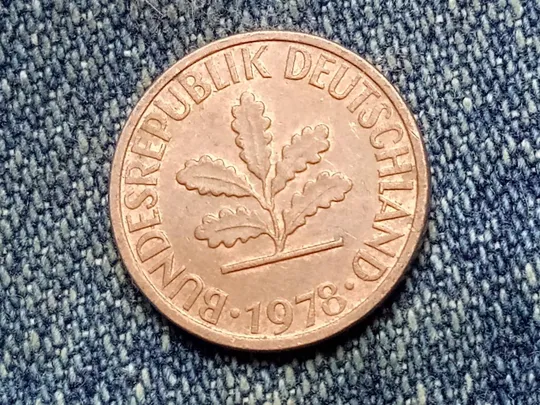 BUNDESREPUBLIK DEUTSCHLAND
· 1978 ·